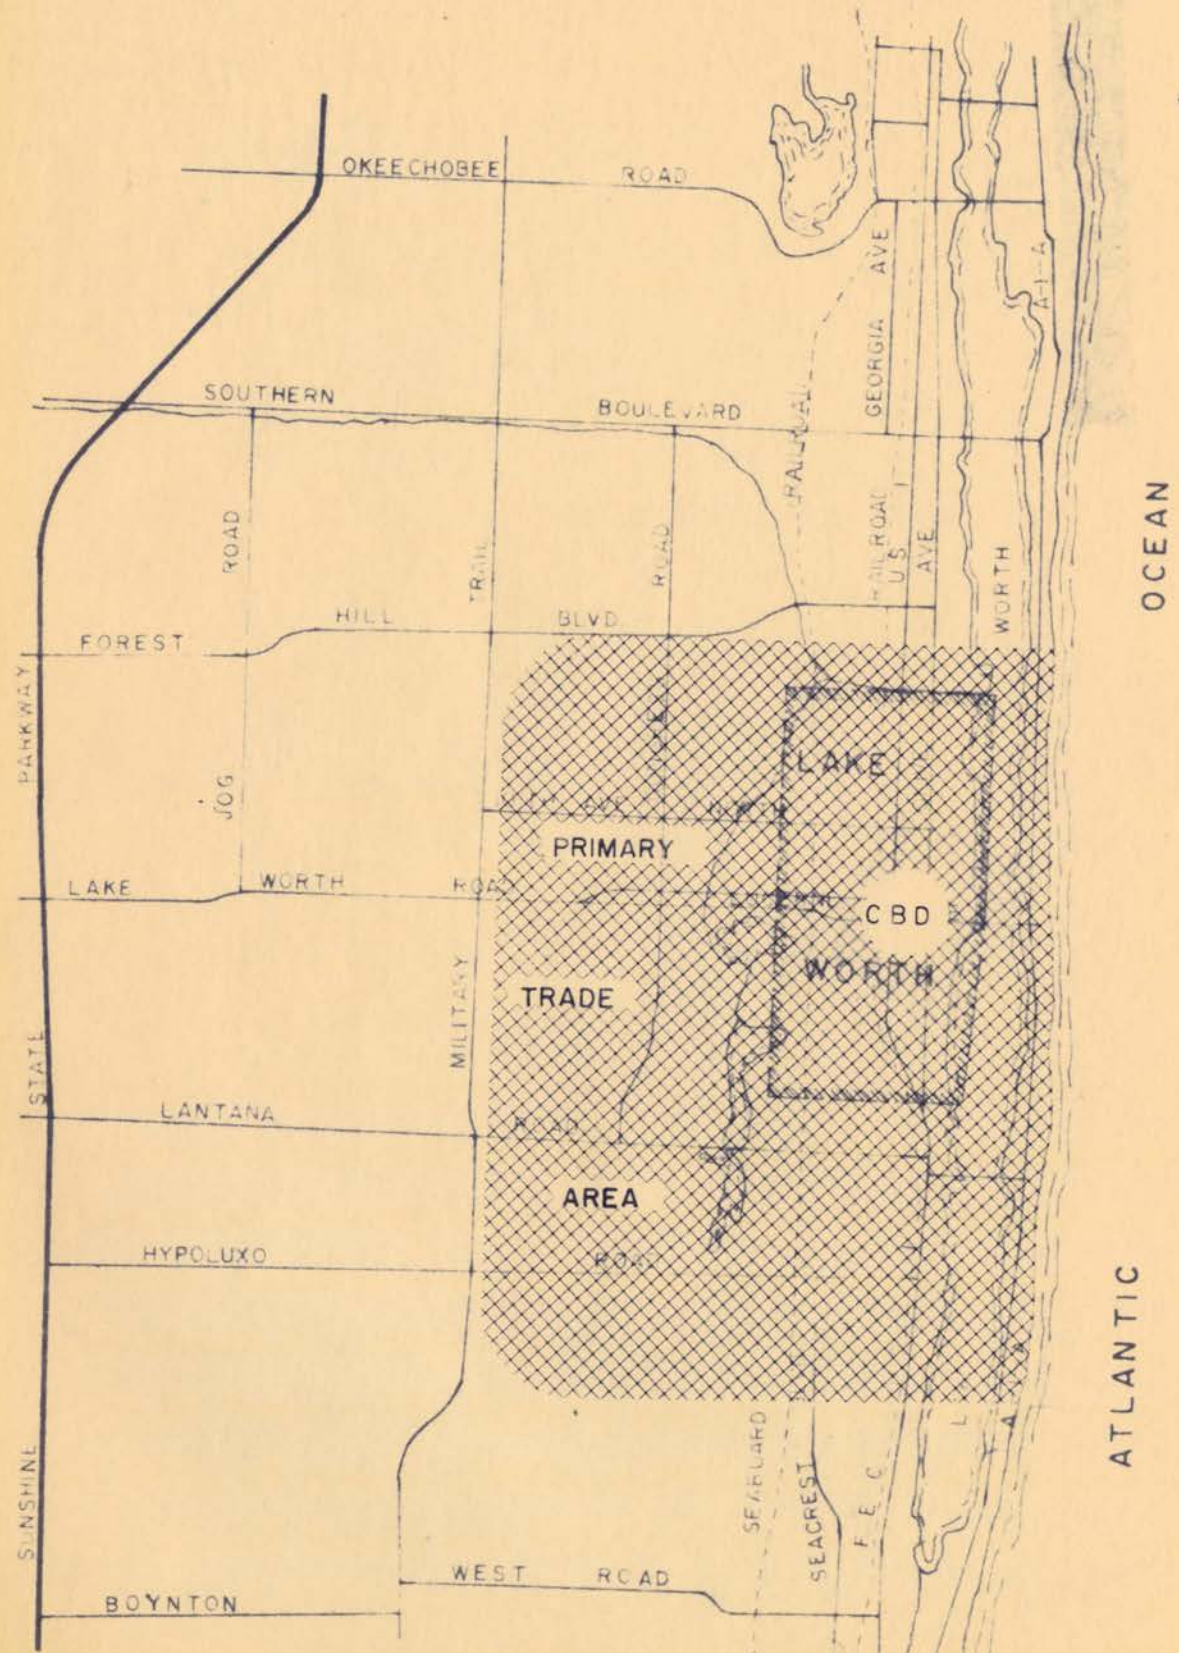 OKEECHOBEE ROAD
GEORGIA AVE
A-1-A
SOUTHERN BOULEVARD
RAILROAD
RAILROAD
U S 1
AVE
ROAD
TRAIL
ROAD
WORTH
OCEAN
FOREST HILL BLVD
PARKWAY
JOG
LAKE
PRIMARY
LAKE WORTH ROAD
CBD
WORTH
TRADE
MILITARY
STATE
LANTANA ROAD
AREA
HYPOLUXO ROAD
ATLANTIC
L
A
SUNSHINE
SEABOARD
SEACREST
F E C
WEST ROAD
BOYNTON